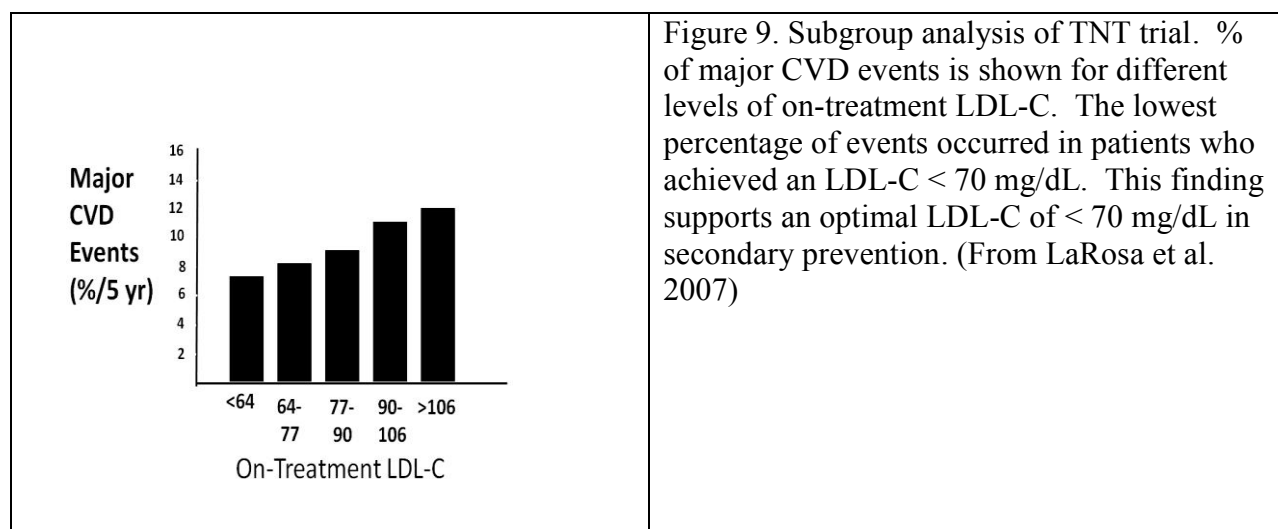 Major
CVD
Events
(%/5 yr)
16
14
12
10
8
6
4
2
<64
64-
77
77-
90
90-
106
>106
On-Treatment LDL-C
Figure 9. Subgroup analysis of TNT trial.  %
of major CVD events is shown for different
levels of on-treatment LDL-C.  The lowest
percentage of events occurred in patients who
achieved an LDL-C < 70 mg/dL.  This finding
supports an optimal LDL-C of < 70 mg/dL in
secondary prevention. (From LaRosa et al.
2007)